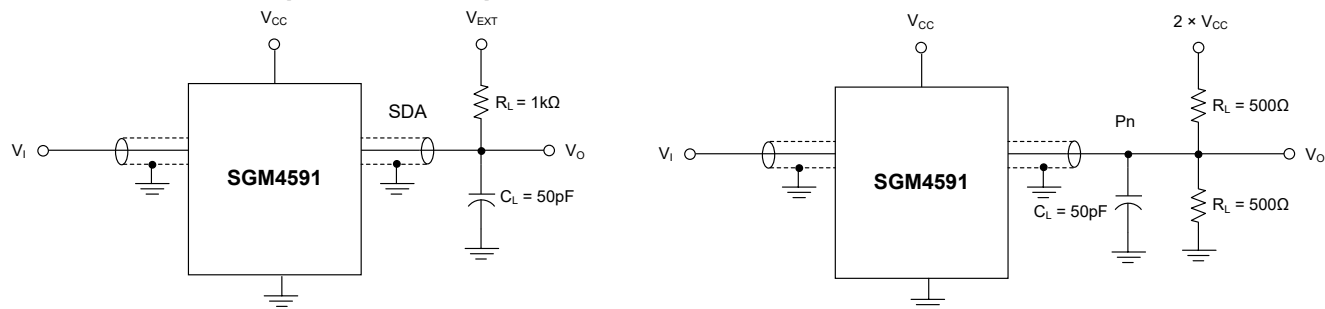 V_CC
V_EXT
R_L = 1kΩ
SDA
V_I
V_O
SGM4591
C_L = 50pF
V_CC
2 × V_CC
R_L = 500Ω
Pn
V_I
V_O
SGM4591
C_L = 50pF
R_L = 500Ω